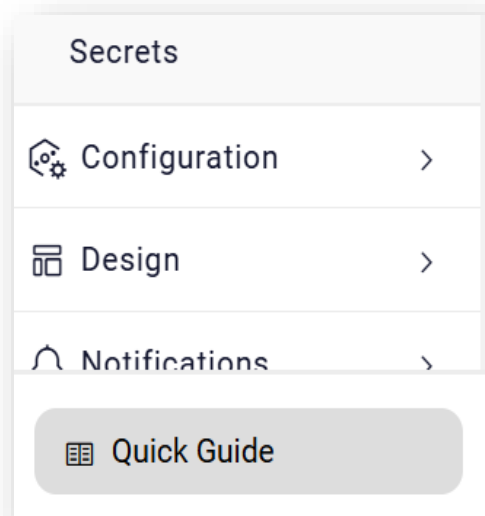 Secrets
Configuration
Design
Notifications
Quick Guide